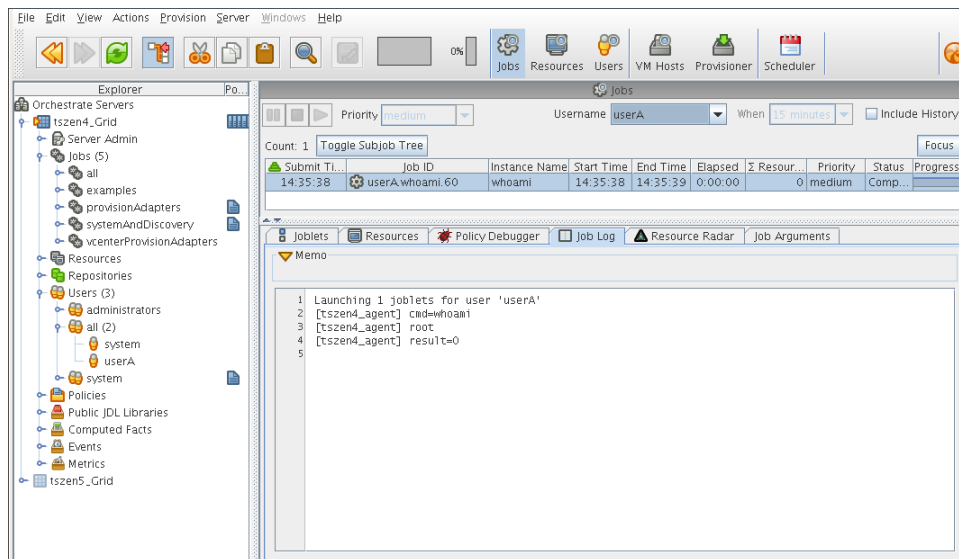 File Edit View Actions Provision Server Windows Help
0%
Jobs Resources Users VM Hosts Provisioner Scheduler
Explorer Po...
Orchestrate Servers
tszen4_Grid
Server Admin
Jobs (5)
all
examples
provisionAdapters
systemAndDiscovery
vcenterProvisionAdapters
Resources
Repositories
Users (3)
administrators
all (2)
system
userA
system
Policies
Public JDL Libraries
Computed Facts
Events
Metrics
tszen5_Grid
Jobs
Priority medium Username userA When 15 minutes Include History
Count: 1 Toggle Subjob Tree Focus
Submit Ti... Job ID Instance Name Start Time End Time Elapsed Σ Resour... Priority Status Progress
14:35:38 userA.whoami.60 whoami 14:35:38 14:35:39 0:00:00 0 medium Comp...
Joblets Resources Policy Debugger Job Log Resource Radar Job Arguments
Memo
1 Launching 1 joblets for user 'userA'
2 [tszen4_agent] cmd=whoami
3 [tszen4_agent] root
4 [tszen4_agent] result=0
5